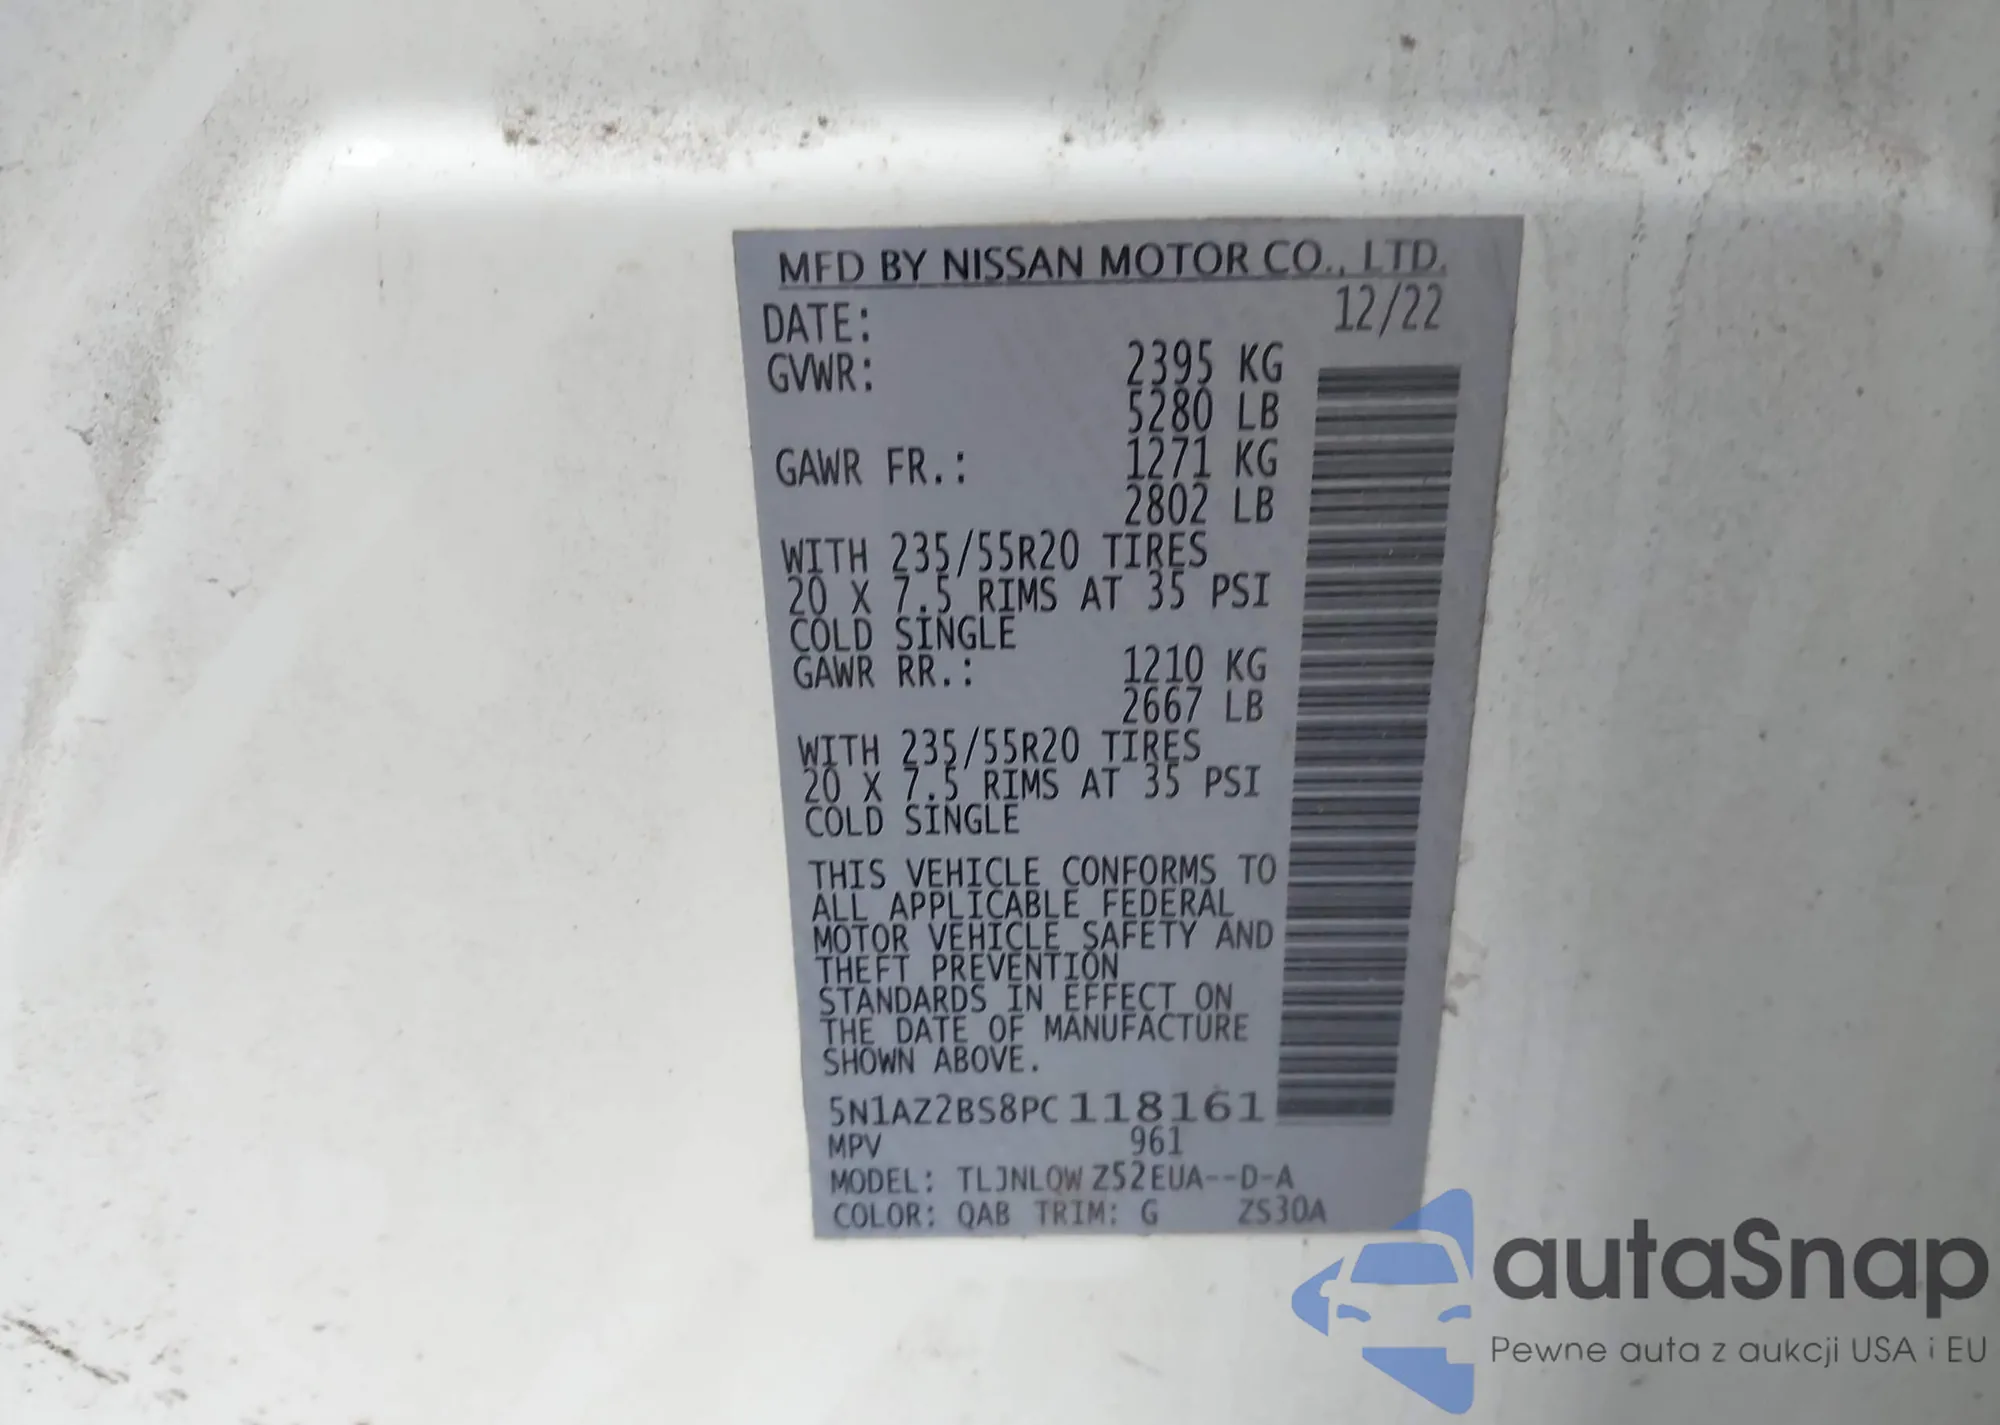 MFD BY NISSAN MOTOR CO., LTD.
DATE: 12/22
GVWR: 2395 KG
5280 LB
GAWR FR.: 1271 KG
2802 LB
WITH 235/55R20 TIRES
20 X 7.5 RIMS AT 35 PSI
COLD SINGLE
GAWR RR.: 1210 KG
2667 LB
WITH 235/55R20 TIRES
20 X 7.5 RIMS AT 35 PSI
COLD SINGLE
THIS VEHICLE CONFORMS TO
ALL APPLICABLE FEDERAL
MOTOR VEHICLE SAFETY AND
THEFT PREVENTION
STANDARDS IN EFFECT ON
THE DATE OF MANUFACTURE
SHOWN ABOVE.
5N1AZ2BS8PC118161
MPV 961
MODEL: TLJNLQWZ52EUA--D-A
COLOR: QAB TRIM: G ZS30A
autaSnap
Pewne auta z aukcji USA i EU